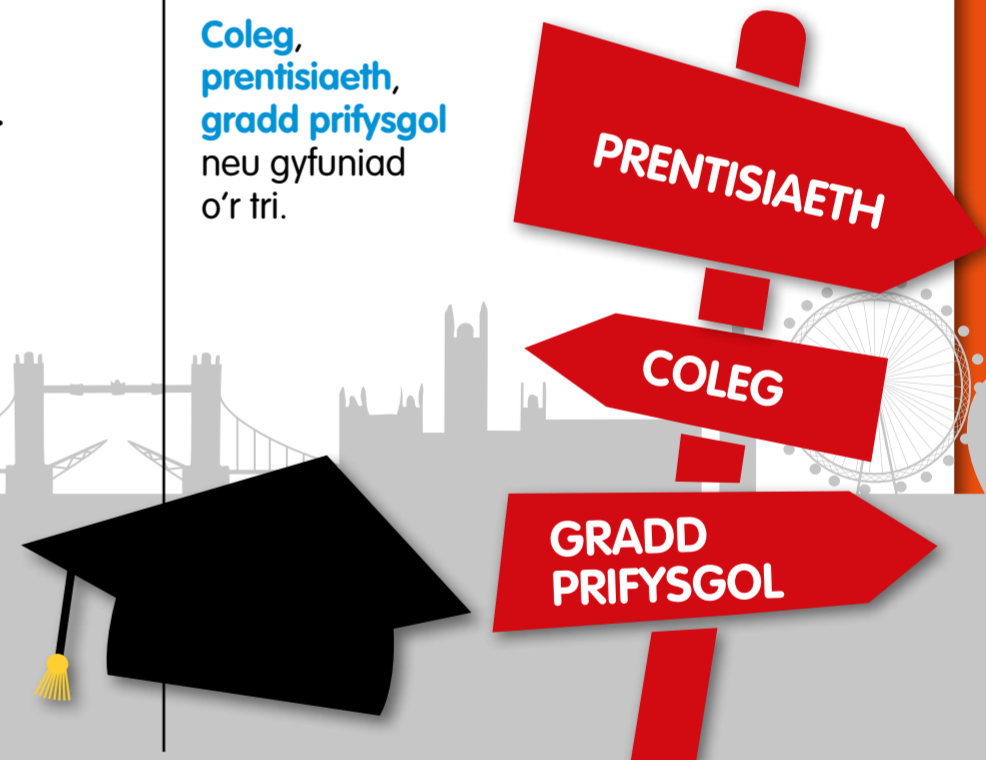 Coleg,
prentisiaeth,
gradd prifysgol
neu gyfuniad
o'r tri.
PRENTISIAETH
COLEG
GRADD
PRIFYSGOL